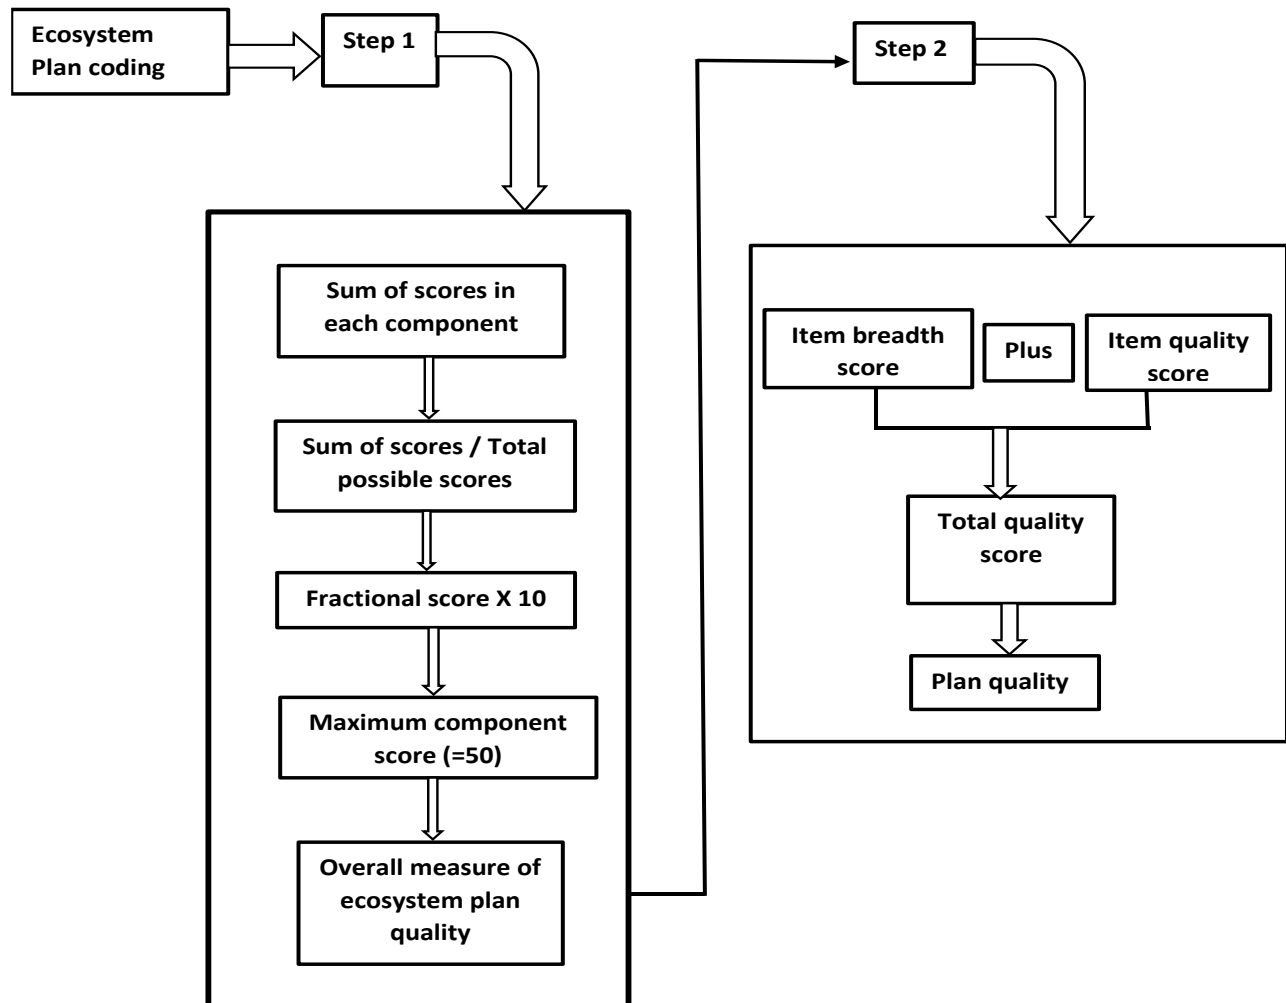 Ecosystem
Plan coding
Step 1
Sum of scores in
each component
Sum of scores / Total
possible scores
Fractional score X 10
Maximum component
score (=50)
Overall measure of
ecosystem plan
quality
Step 2
Item breadth
score
Plus
Item quality
score
Total quality
score
Plan quality